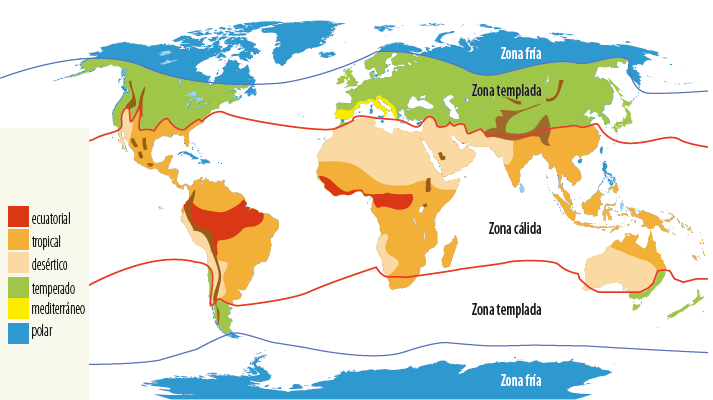 Zona fría
Zona templada
Zona cálida
Zona templada
Zona fría
ecuatorial
tropical
desértico
temperado
mediterráneo
polar